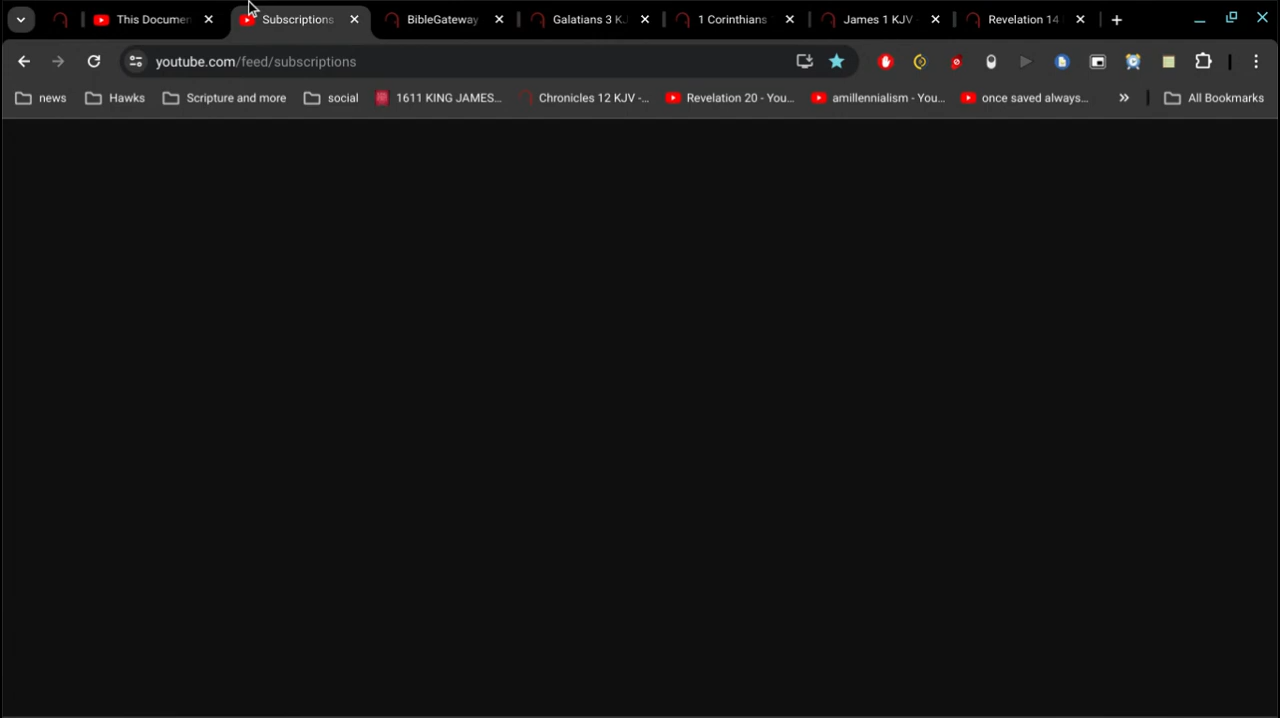 This Documen
Subscriptions
BibleGateway
Galatians 3 KJ
1 Corinthians
James 1 KJV
Revelation 14
youtube.com/feed/subscriptions
news
Hawks
Scripture and more
social
1611 KING JAMES...
Chronicles 12 KJV -...
Revelation 20 - You...
amillennialism - You...
once saved always...
All Bookmarks